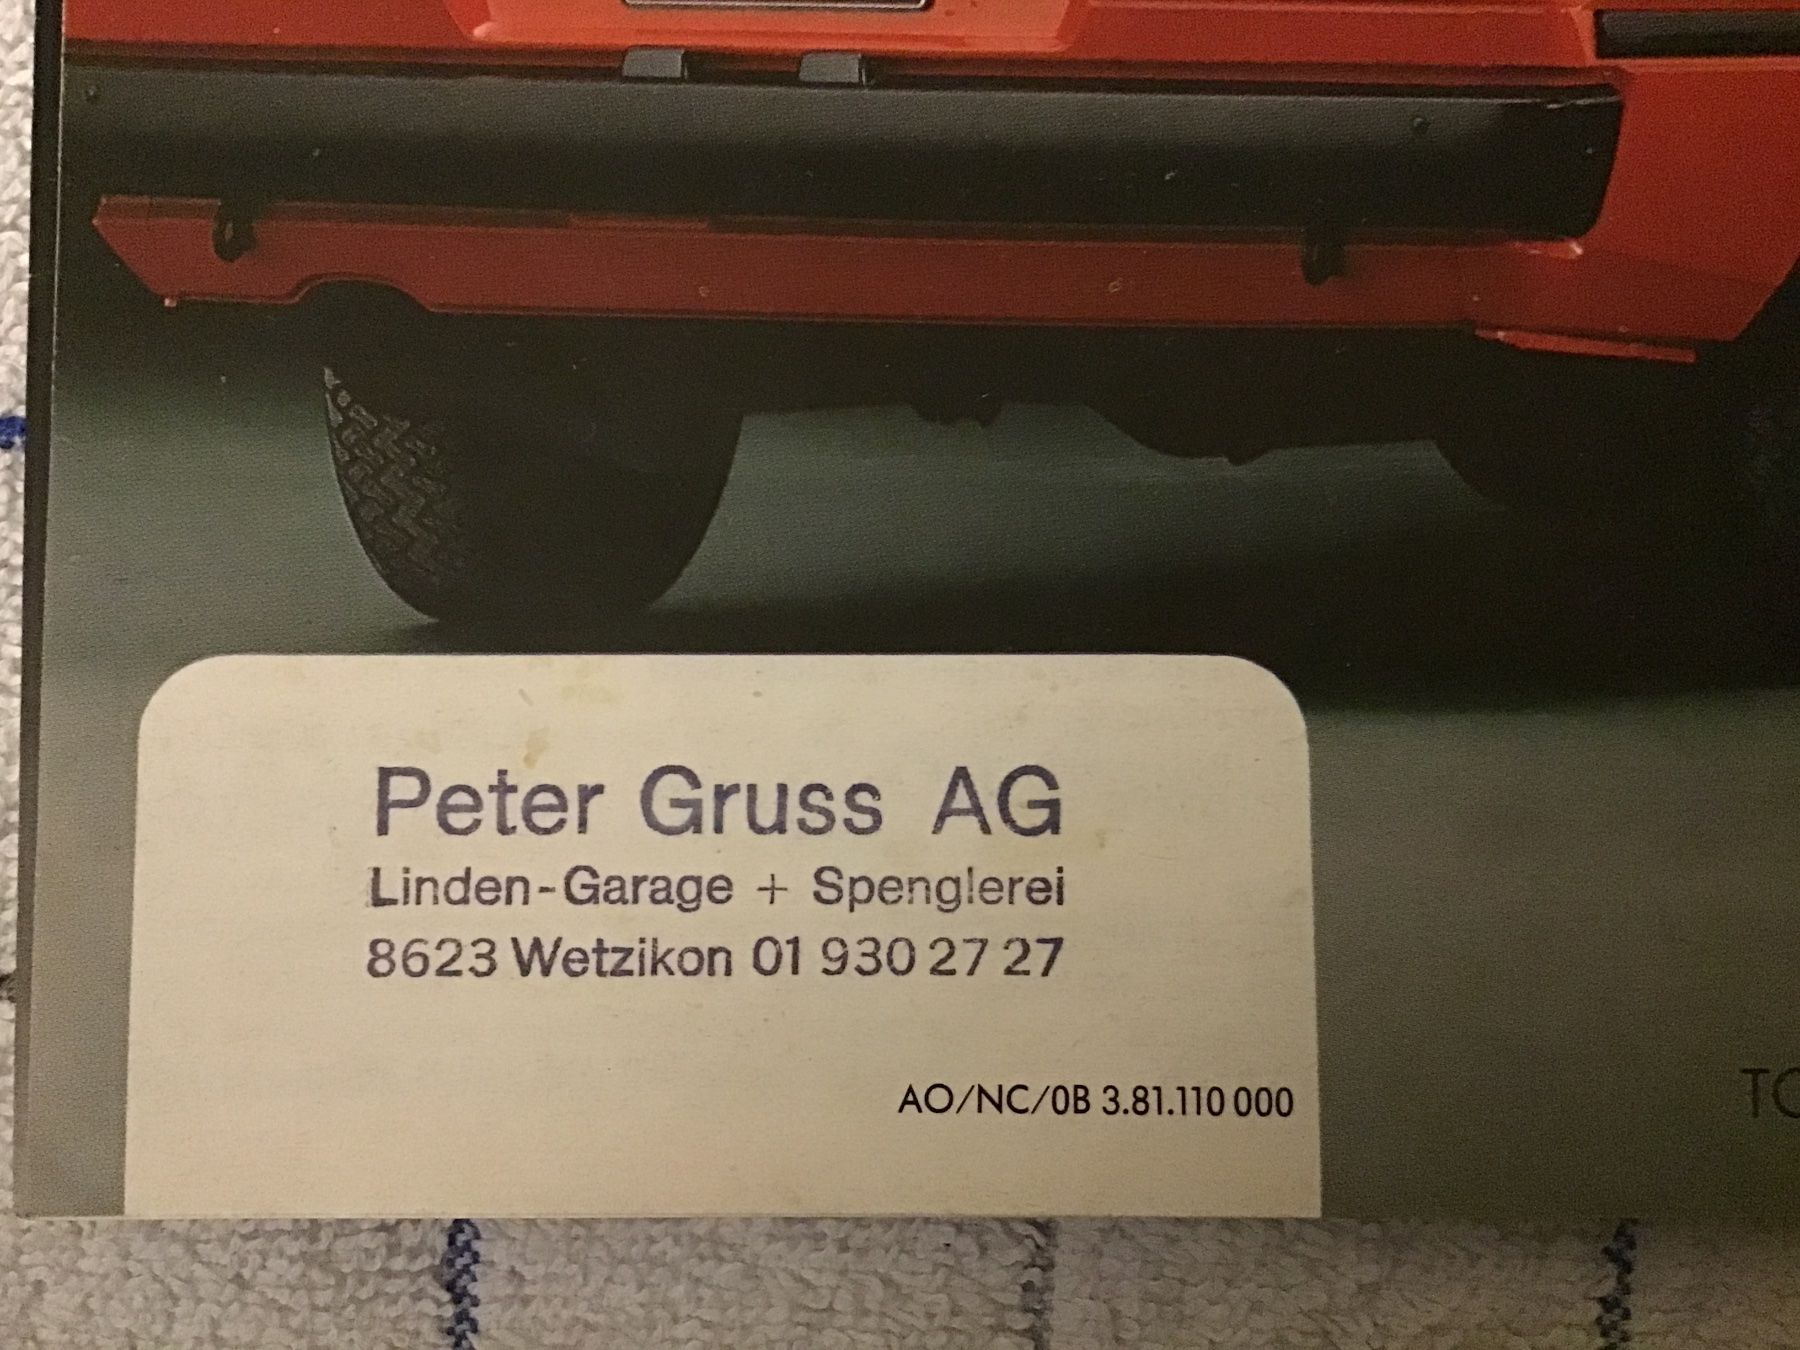 Peter Gruss AG
Linden-Garage + Spenglerei
8623 Wetzikon 01 930 27 27
AO/NC/0B 3.81.110 000